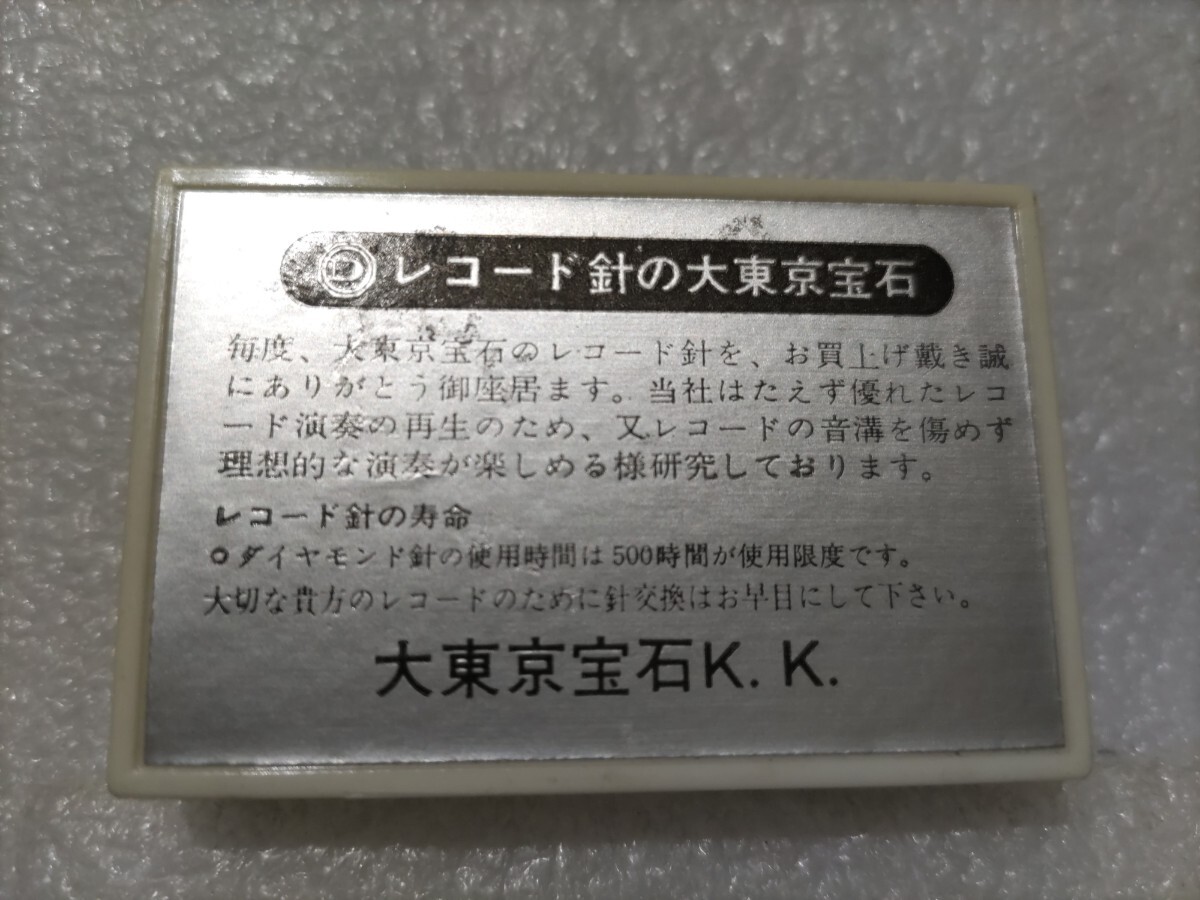 D レコード針の大東京宝石
毎度、大東京宝石のレコード針を、お買上げ戴き誠
にありがとう御座居ます。当社はたえず優れたレコ
ード演奏の再生のため、又レコードの音溝を傷めず
理想的な演奏が楽しめる様研究しております。
レコード針の寿命
○ダイヤモンド針の使用時間は500時間が使用限度です。
大切な貴方のレコードのために針交換はお早目にして下さい。
大東京宝石K.K.